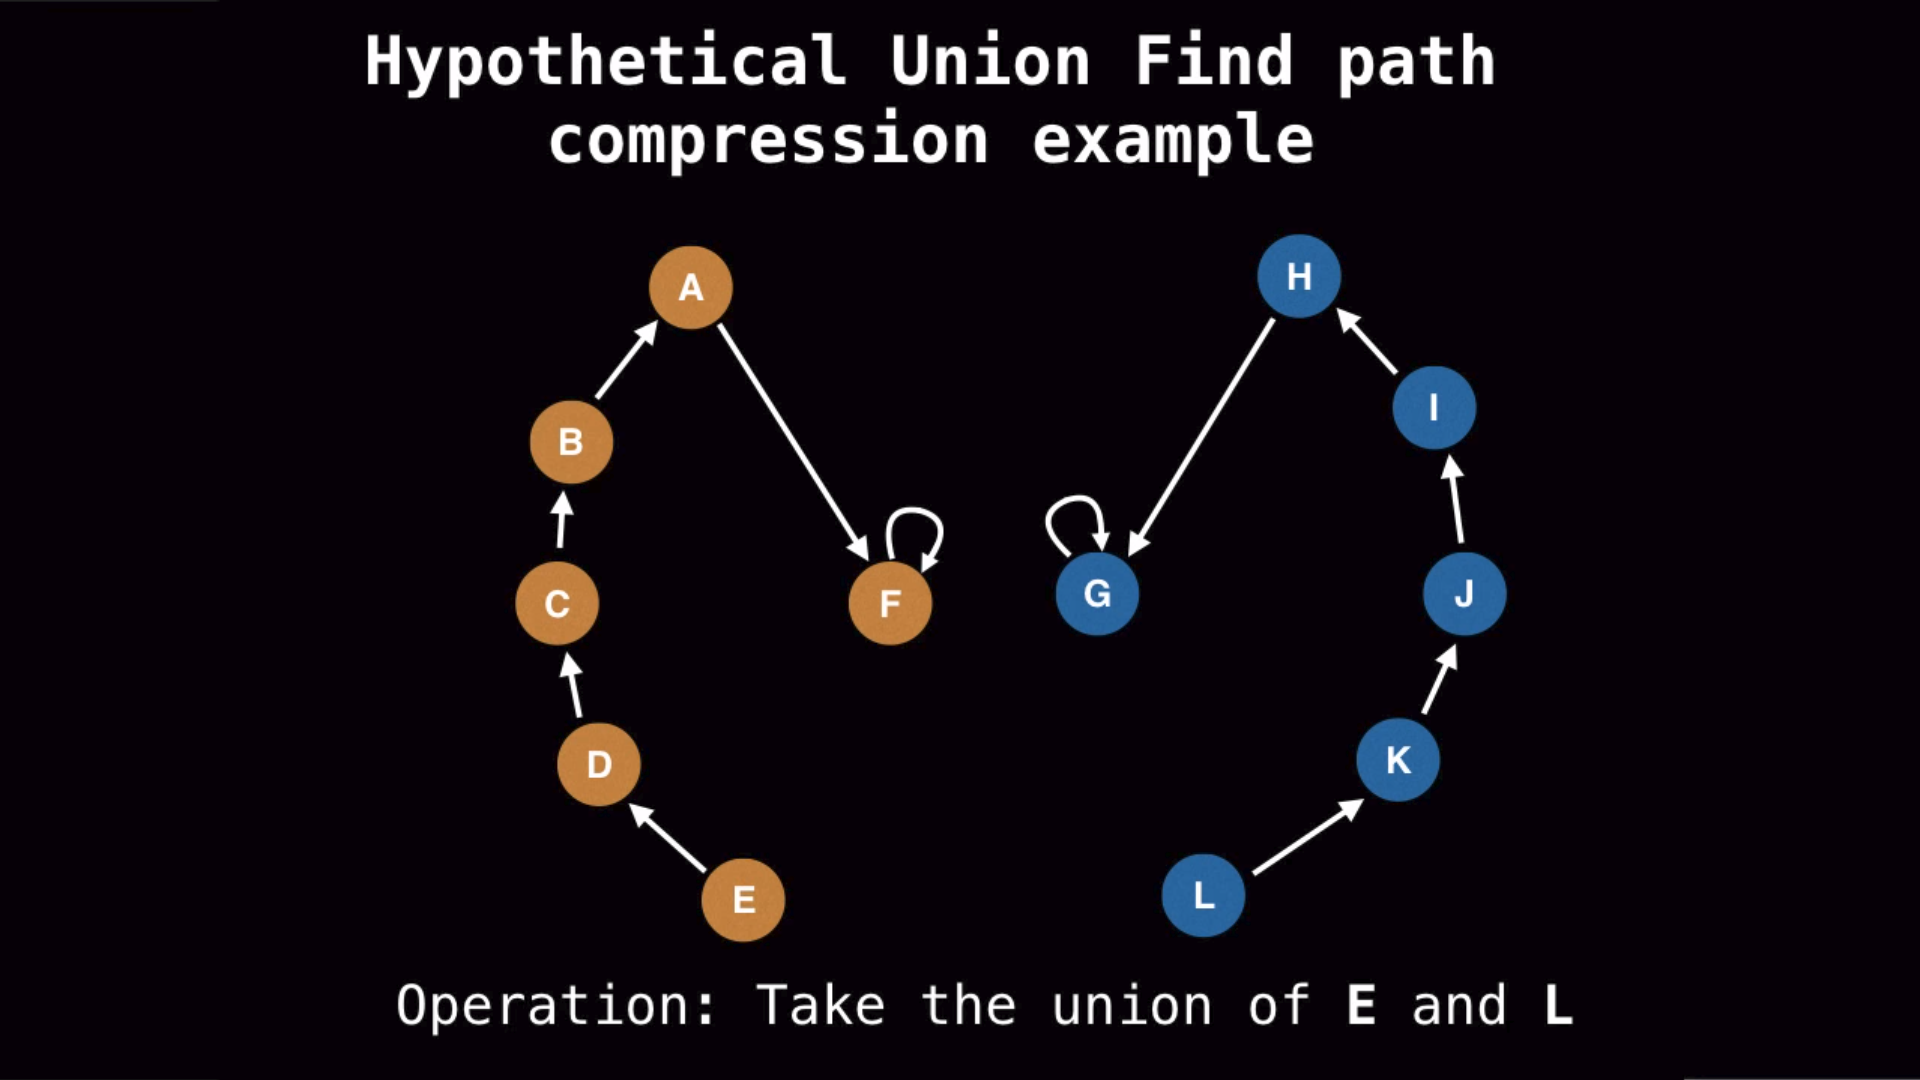 Hypothetical Union Find path
compression example
A
H
I
B
C
F
G
J
D
K
E
L
Operation: Take the union of E and L